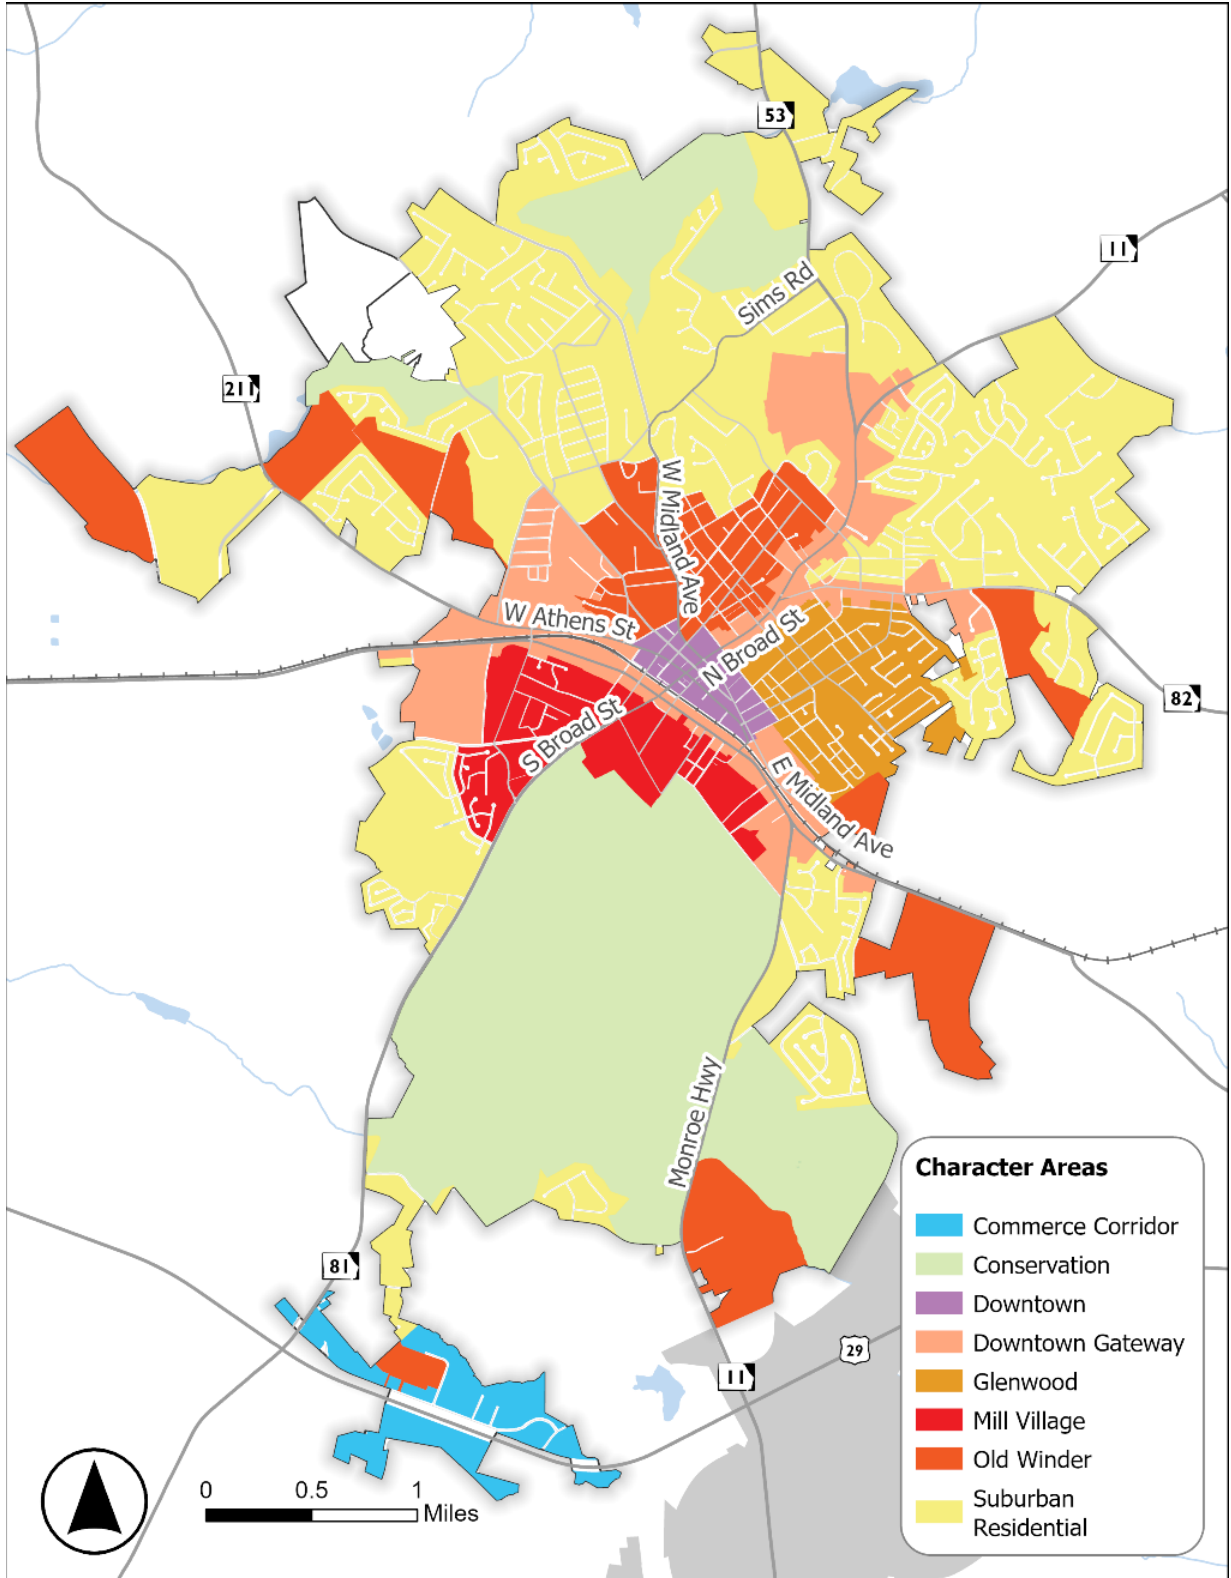 53
11
Sims Rd
211
W Midland Ave
W Athens St
N Broad St
82
S Broad St
E Midland Ave
Monroe Hwy
81
29
11
Character Areas
Commerce Corridor
Conservation
Downtown
Downtown Gateway
Glenwood
Mill Village
Old Winder
Suburban
Residential
0 0.5 1
Miles